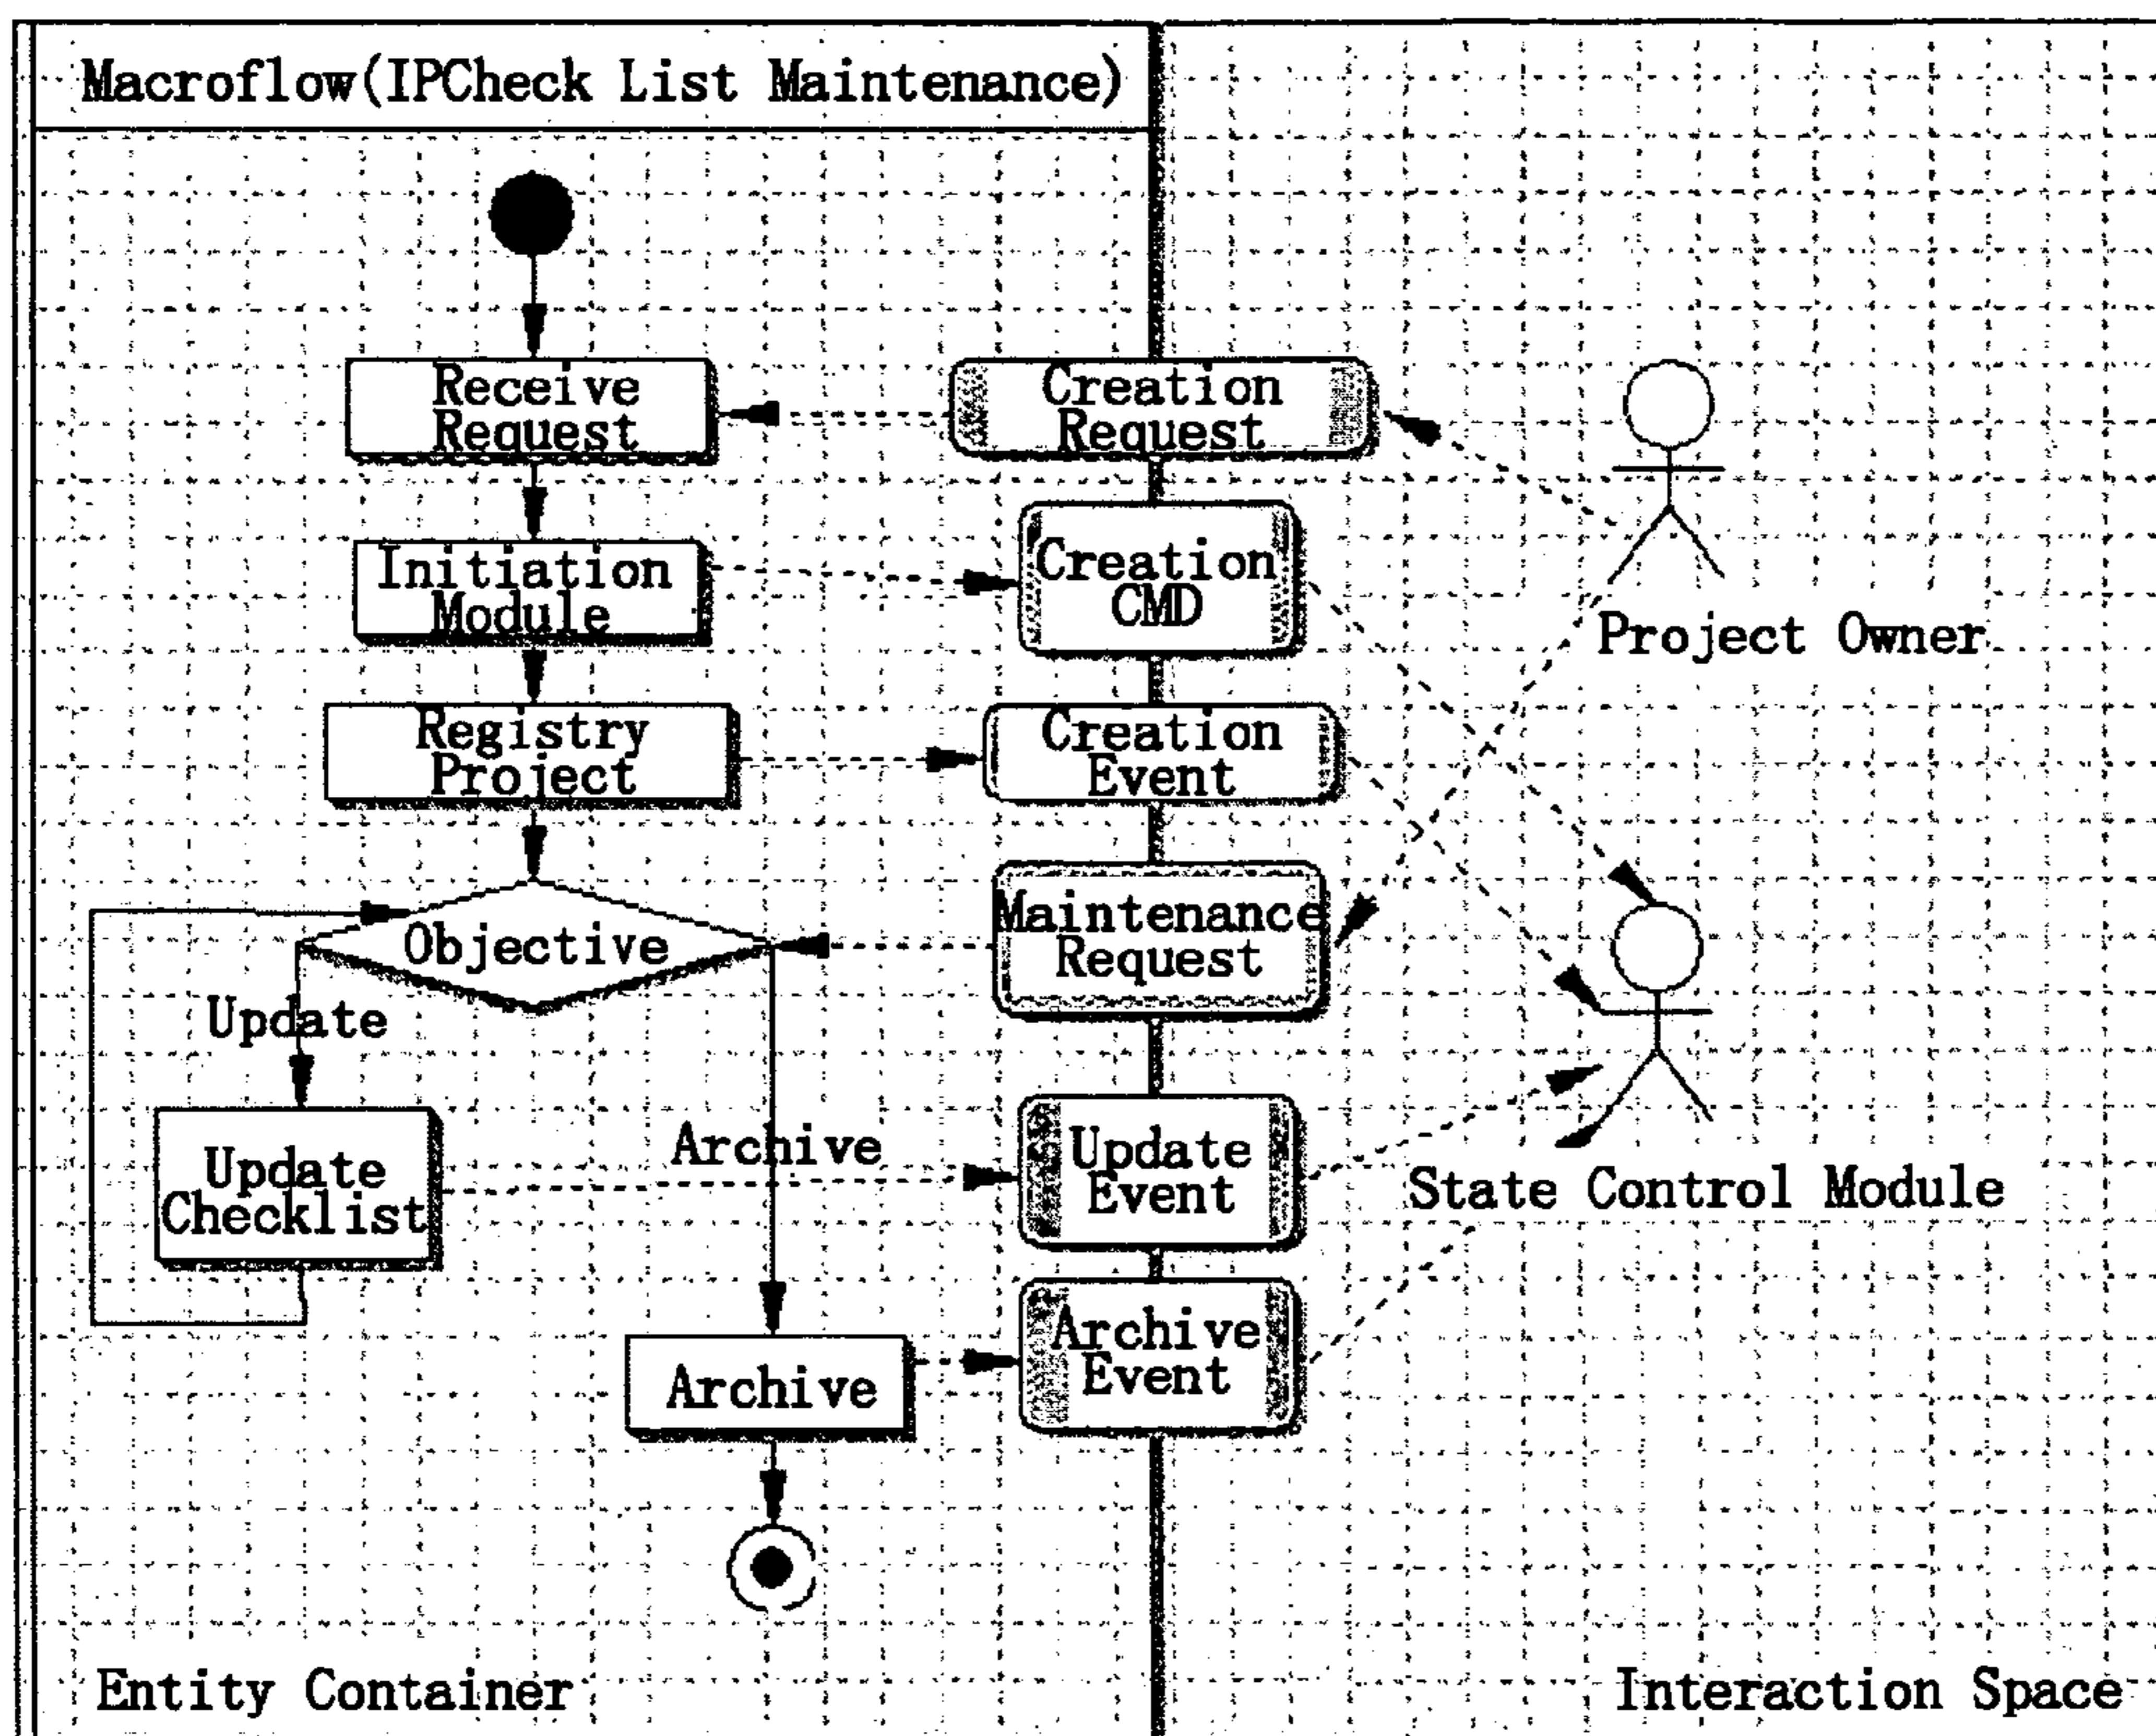 Macroflow(IPCheck List Maintenance)
Receive
Request
Creation
Request
Initiation
Module
Creation
CMD
Project Owner
Registry
Project
Creation
Event
Objective
Maintenance
Request
Update
Update
Checklist
Archive
Update
Event
State Control Module
Archive
Archive
Event
Entity Container
Interaction Space